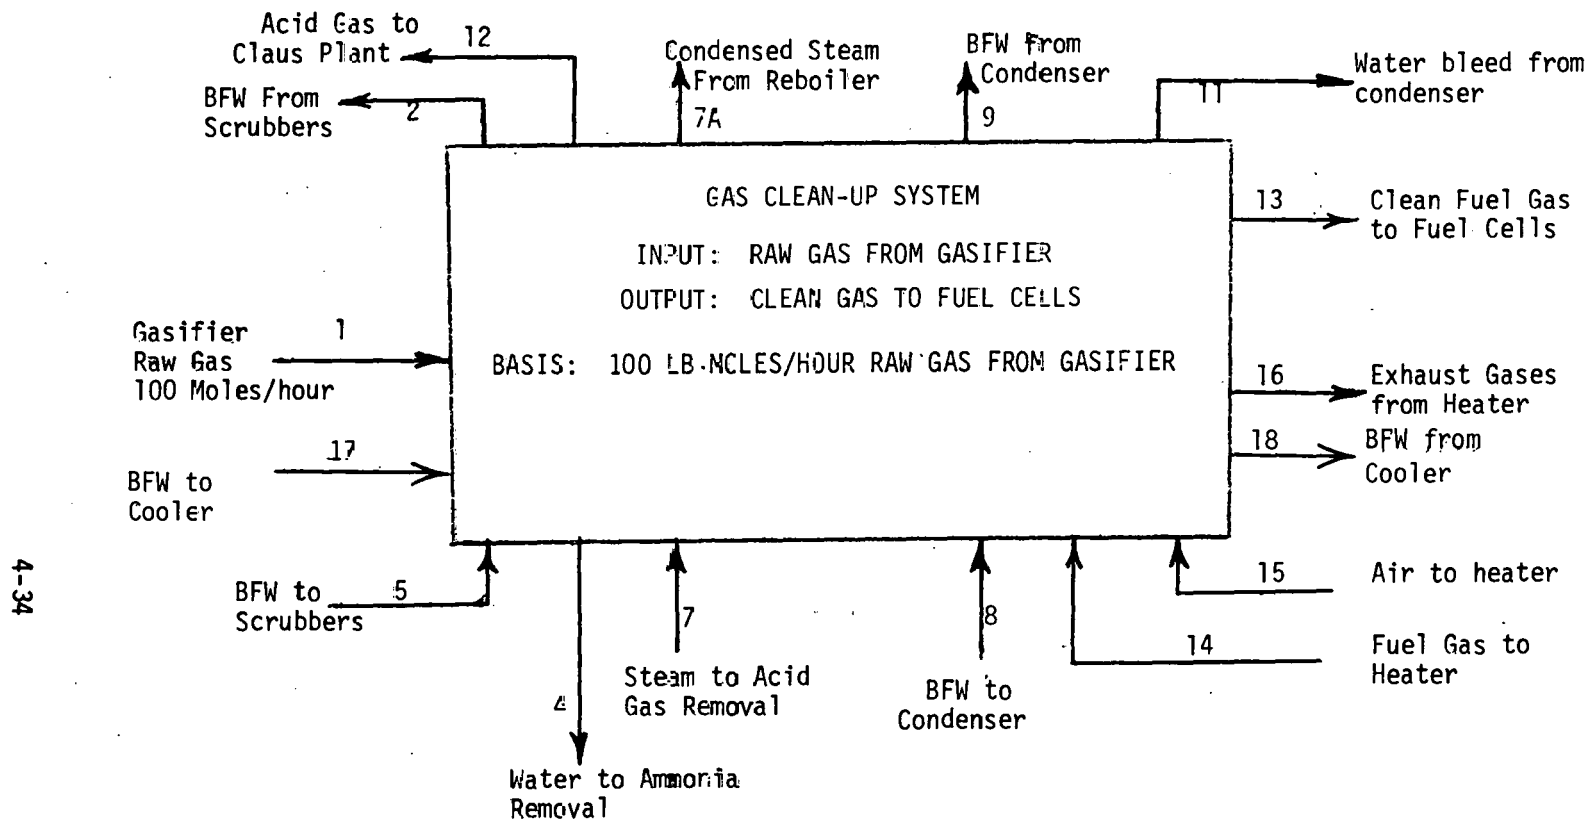 Acid Gas to
Claus Plant
12
BFW From
Scrubbers
2
Condensed Steam
From Reboiler
7A
BFW from
Condenser
9
Water bleed from
condenser
11
GAS CLEAN-UP SYSTEM
INPUT: RAW GAS FROM GASIFIER
OUTPUT: CLEAN GAS TO FUEL CELLS
BASIS: 100 LB.MOLES/HOUR RAW GAS FROM GASIFIER
13
Clean Fuel Gas
to Fuel Cells
Gasifier
Raw Gas
100 Moles/hour
1
16
Exhaust Gases
from Heater
17
BFW to
Cooler
18
BFW from
Cooler
BFW to
Scrubbers
5
4
Water to Ammonia
Removal
7
Steam to Acid
Gas Removal
8
BFW to
Condenser
15
Air to heater
14
Fuel Gas to
Heater
4-34